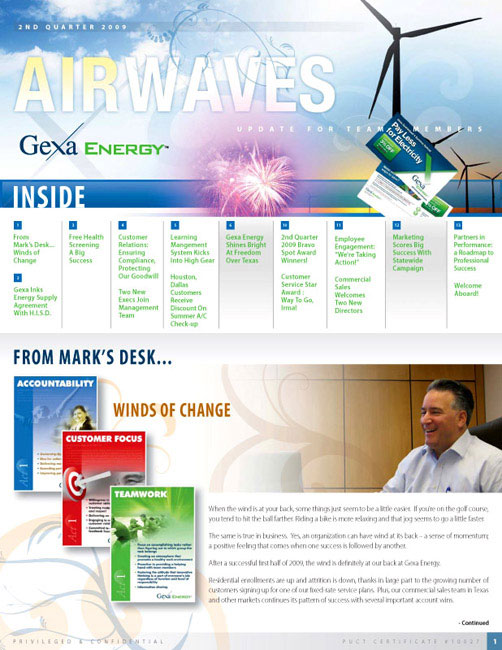 2ND QUARTER 2009
AIRWAVES
UPDATE FOR TEAM MEMBERS
Gexa ENERGY™
Pay Less
for Electricity
Gexa
INSIDE
1
From
Mark's Desk...
Winds of
Change
2
Gexa Inks
Energy Supply
Agreement
With H.I.S.D.
3
Free Health
Screening
A Big
Success
4
Customer
Relations:
Ensuring
Compliance,
Protecting
Our Goodwill
Two New
Execs Join
Management
Team
5
Learning
Mangement
System Kicks
Into High Gear
Houston,
Dallas
Customers
Receive
Discount On
Summer A/C
Check-up
6
Gexa Energy
Shines Bright
At Freedom
Over Texas
10
2nd Quarter
2009 Bravo
Spot Award
Winners!
Customer
Service Star
Award :
Way To Go,
Irma!
11
Employee
Engagement:
"We're Taking
Action!"
Commercial
Sales
Welcomes
Two New
Directors
12
Marketing
Scores Big
Success With
Statewide
Campaign
13
Partners in
Performance:
a Roadmap to
Professional
Success
Welcome
Aboard!
FROM MARK'S DESK...
WINDS OF CHANGE
ACCOUNTABILITY
CUSTOMER FOCUS
TEAMWORK
Gexa ENERGY
When the wind is at your back, some things just seem to be a little easier. If you're on the golf course,
you tend to hit the ball farther. Riding a bike is more relaxing and that jog seems to go a little faster.
The same is true in business. Yes, an organization can have wind at its back – a sense of momentum;
a positive feeling that comes when one success is followed by another.
After a successful first half of 2009, the wind is definitely at our back at Gexa Energy.
Residential enrollments are up and attrition is down, thanks in large part to the growing number of
customers signing up for one of our fixed-rate service plans. Plus, our commercial sales team in Texas
and other markets continues its pattern of success with several important account wins.
- Continued
PRIVILEGED & CONFIDENTIAL
PUCT CERTIFICATE #10027
1